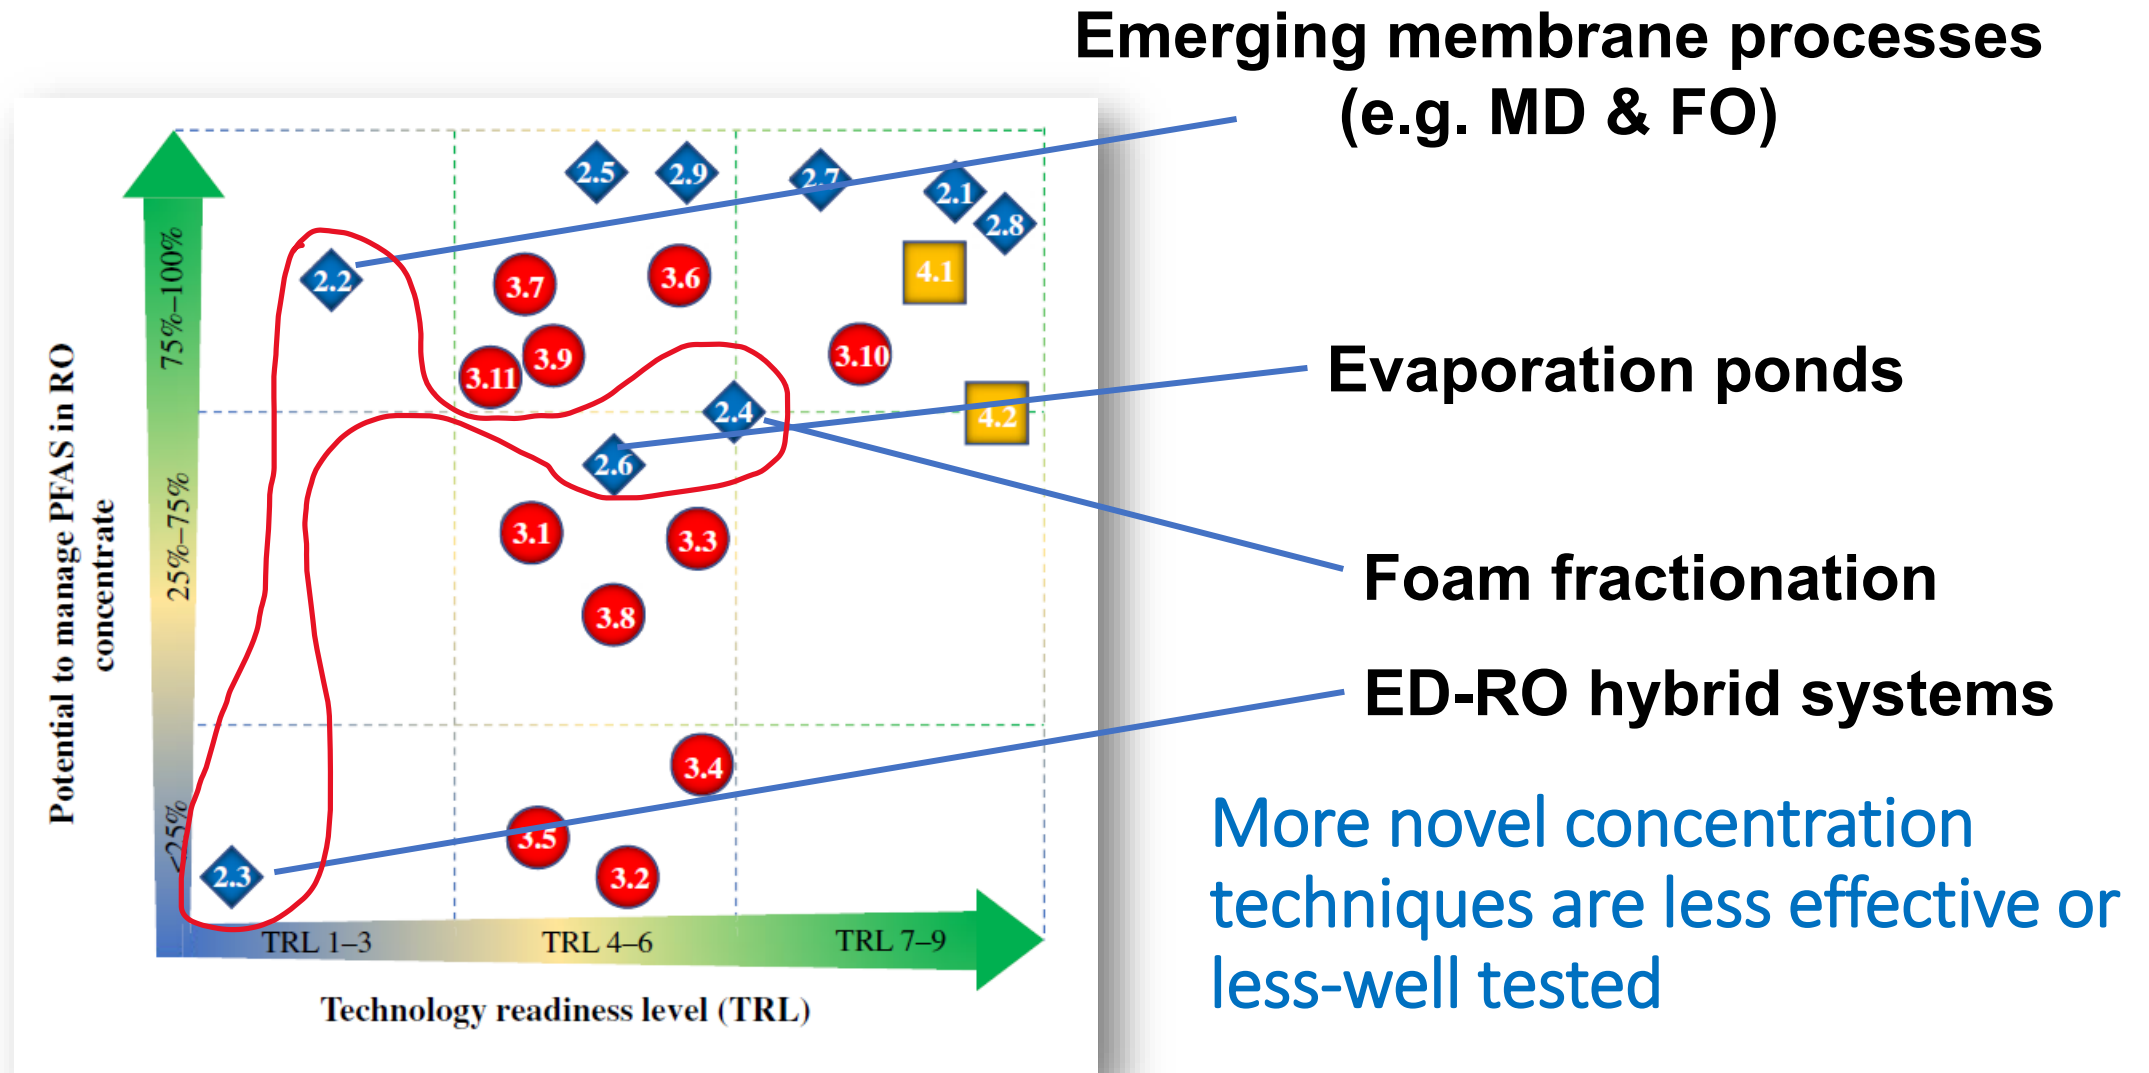 Emerging membrane processes
(e.g. MD & FO)
Evaporation ponds
Foam fractionation
ED-RO hybrid systems
More novel concentration
techniques are less effective or
less-well tested
Potential to manage PFAS in RO
concentrate
75%–100%
25%–75%
<25%
2.5
2.9
2.7
2.1
2.8
2.2
3.7
3.6
4.1
3.9
3.11
3.10
2.4
4.2
2.6
3.1
3.3
3.8
3.4
3.5
3.2
2.3
TRL 1–3
TRL 4–6
TRL 7–9
Technology readiness level (TRL)